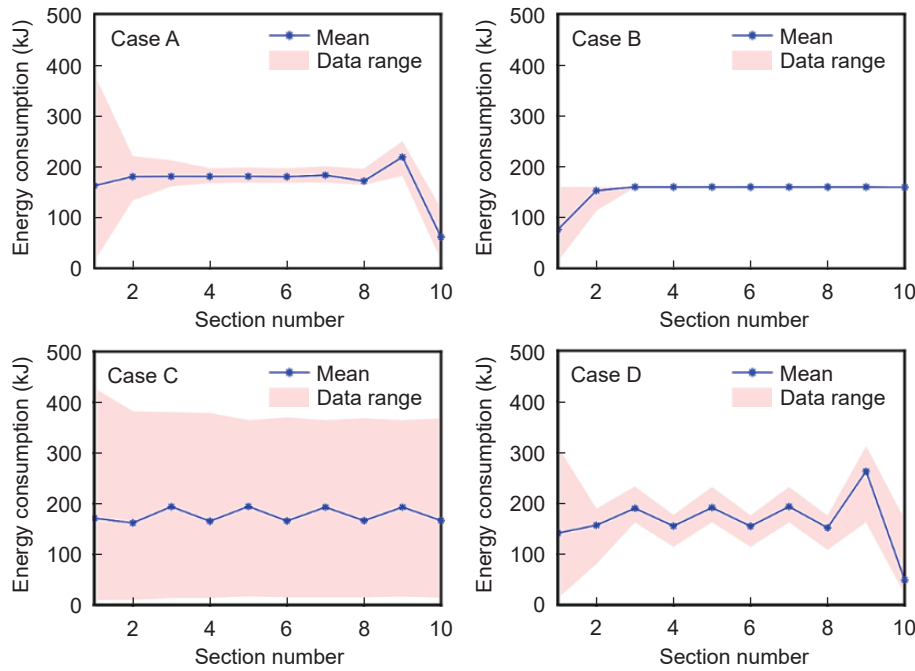 Case A
Mean
Data range
Energy consumption (kJ)
500
400
300
200
100
0
2
4
6
8
10
Section number
Case B
Mean
Data range
Energy consumption (kJ)
500
400
300
200
100
0
2
4
6
8
10
Section number
Case C
Mean
Data range
Energy consumption (kJ)
500
400
300
200
100
0
2
4
6
8
10
Section number
Case D
Mean
Data range
Energy consumption (kJ)
500
400
300
200
100
0
2
4
6
8
10
Section number